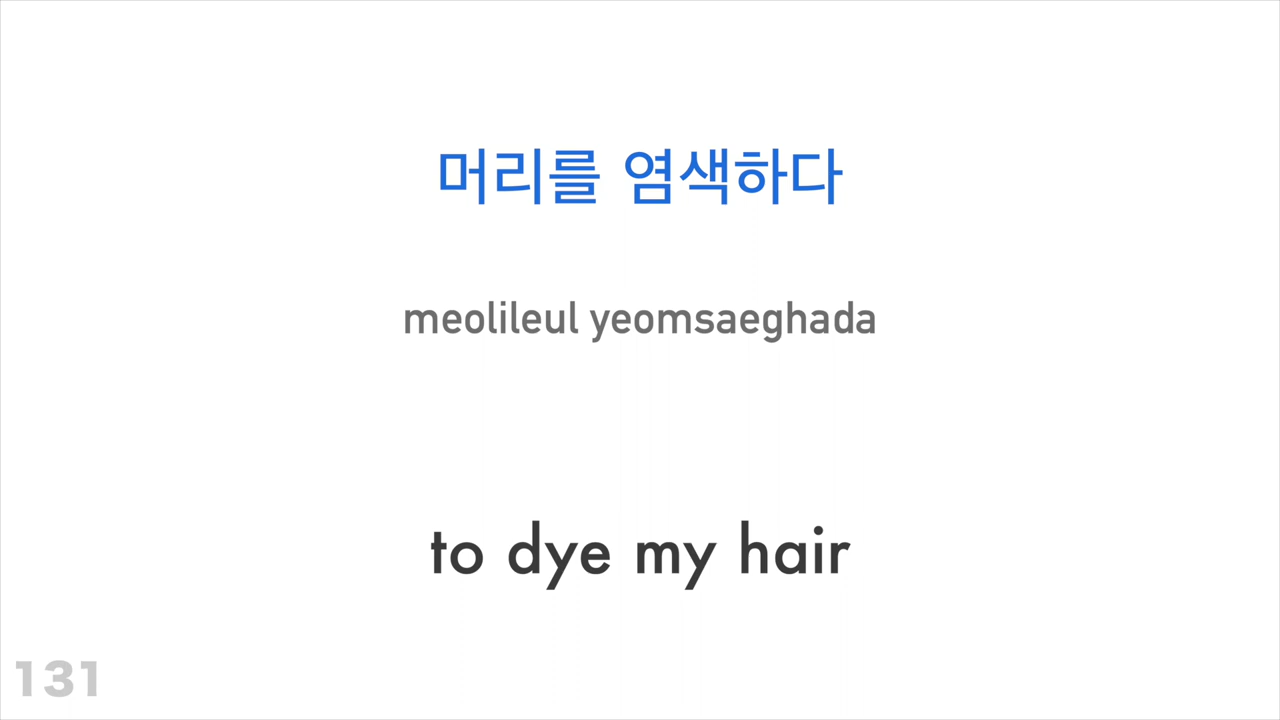 머리를 염색하다
meolileul yeomsaeghada
to dye my hair
131